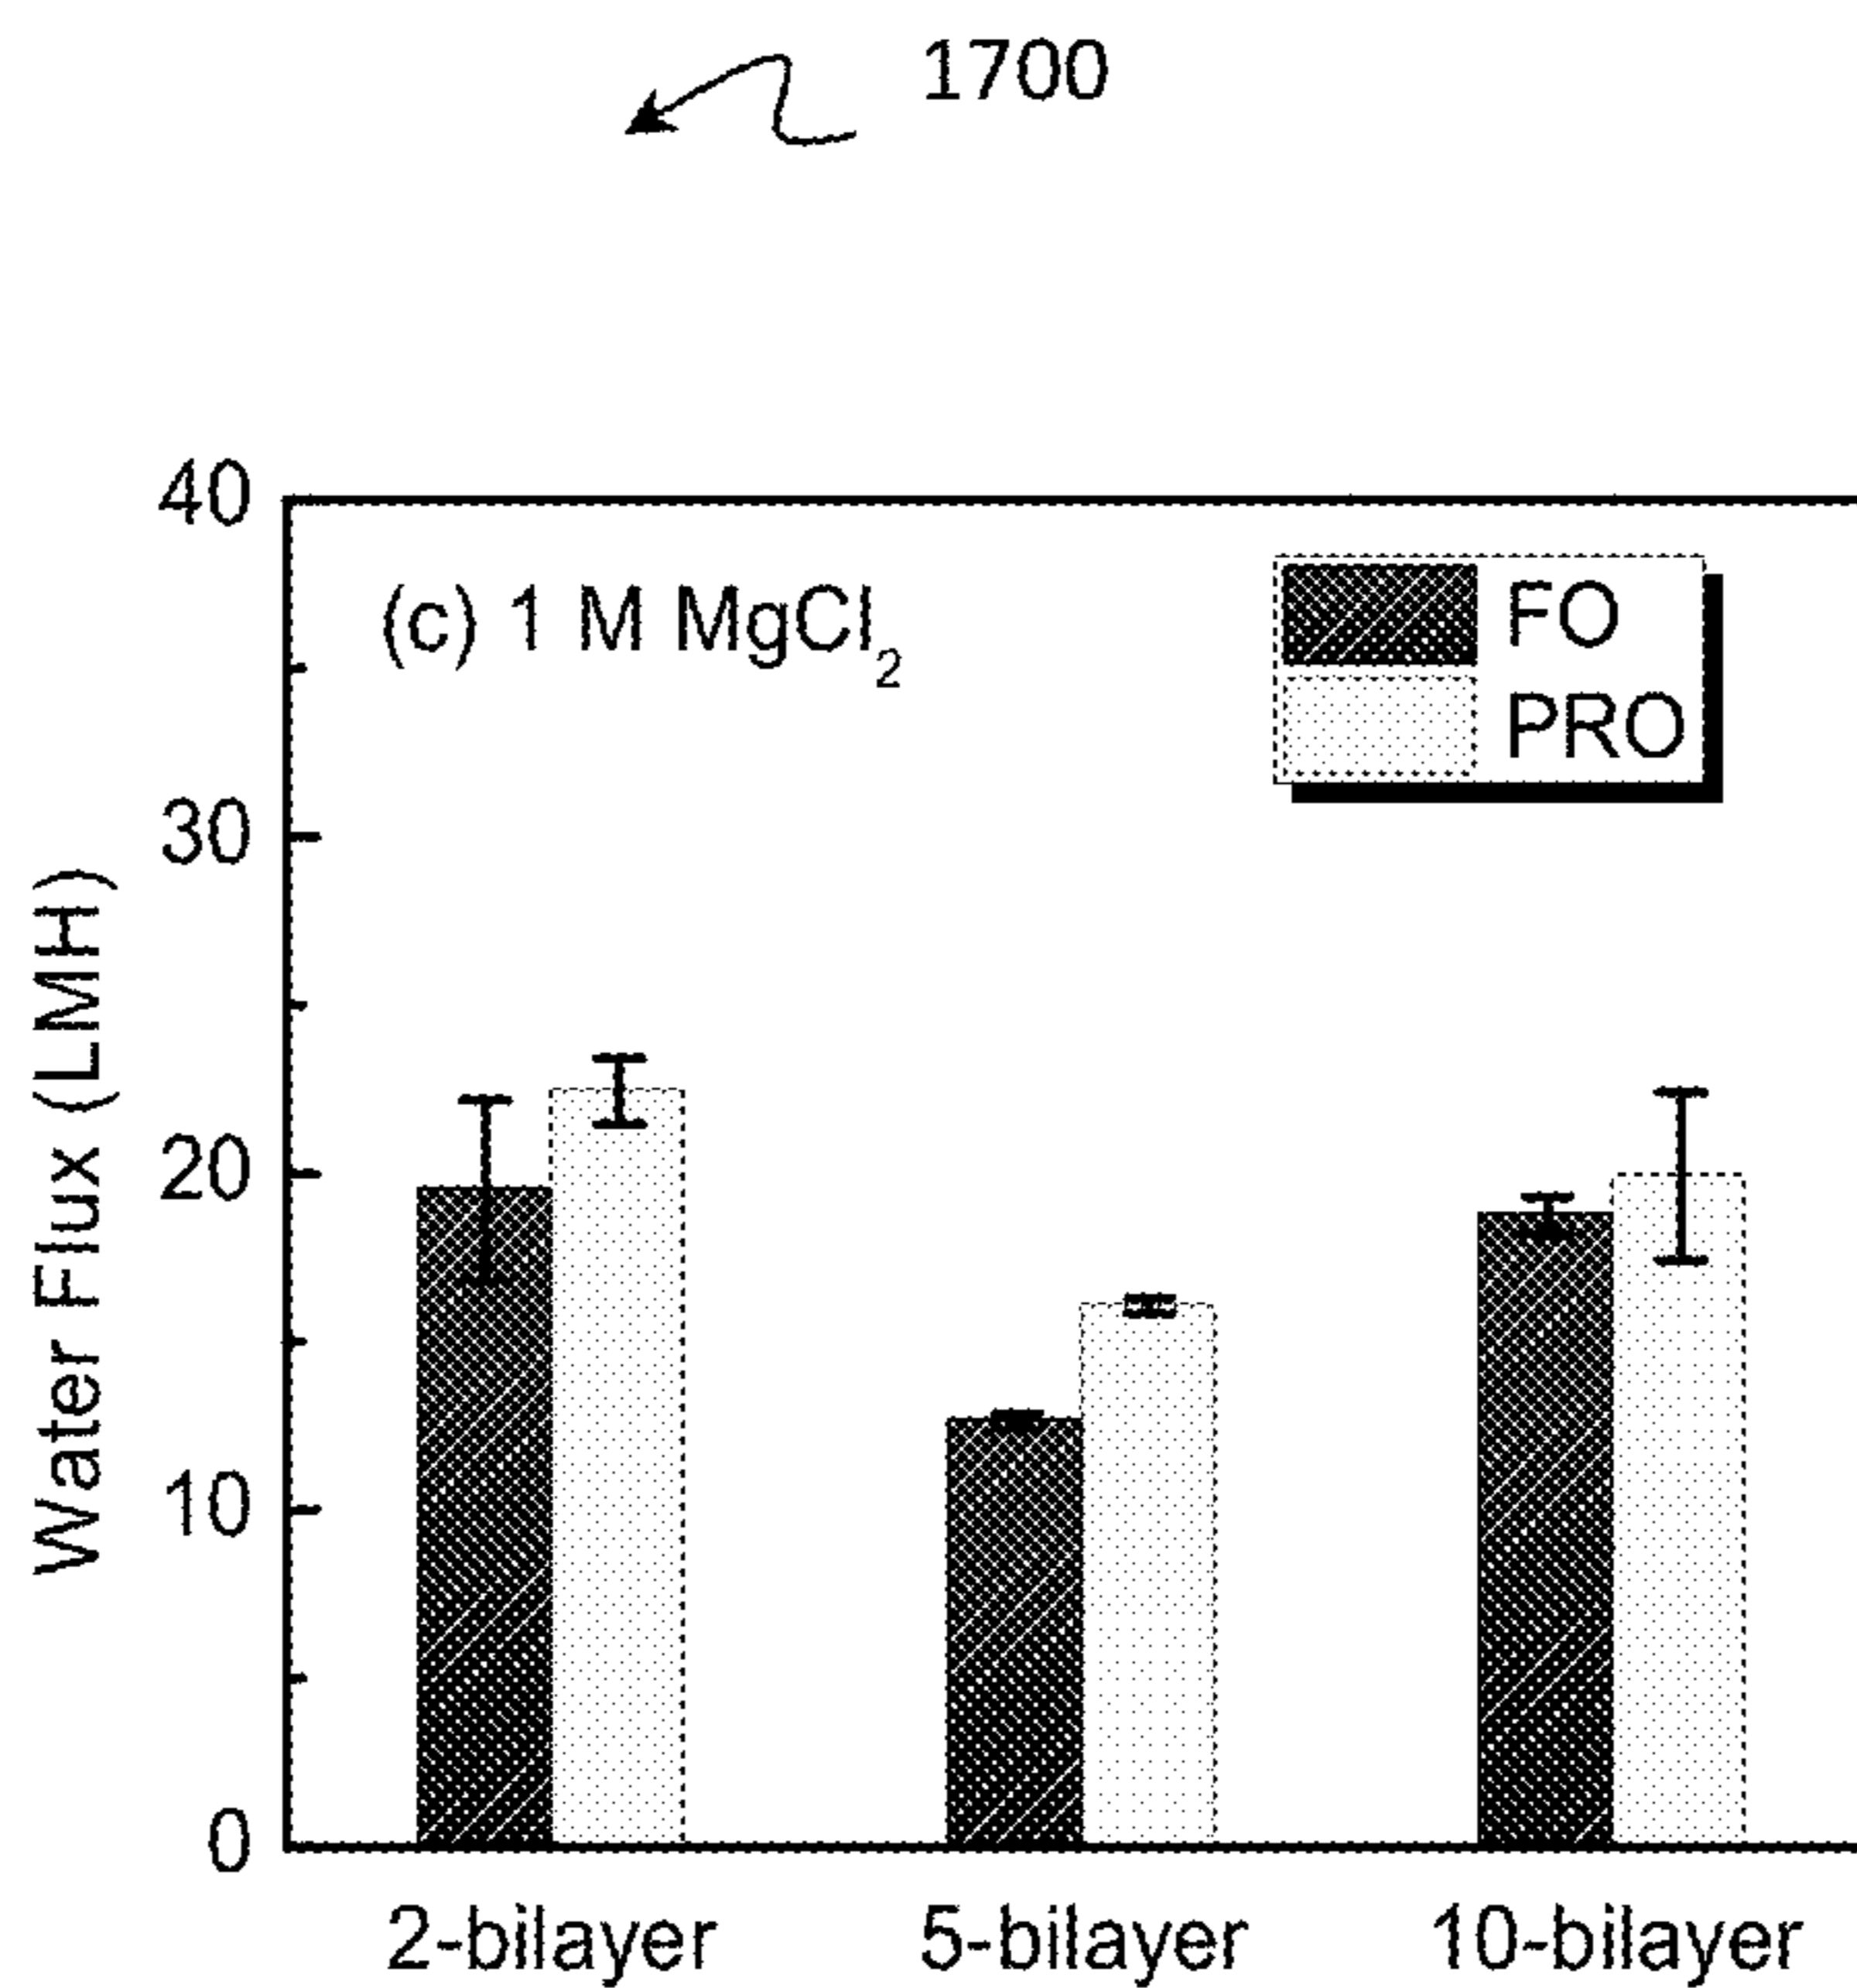 1700
40
(c) 1 M MgCl₂
FO
PRO
30
20
10
0
Water Flux (LMH)
2-bilayer 5-bilayer 10-bilayer